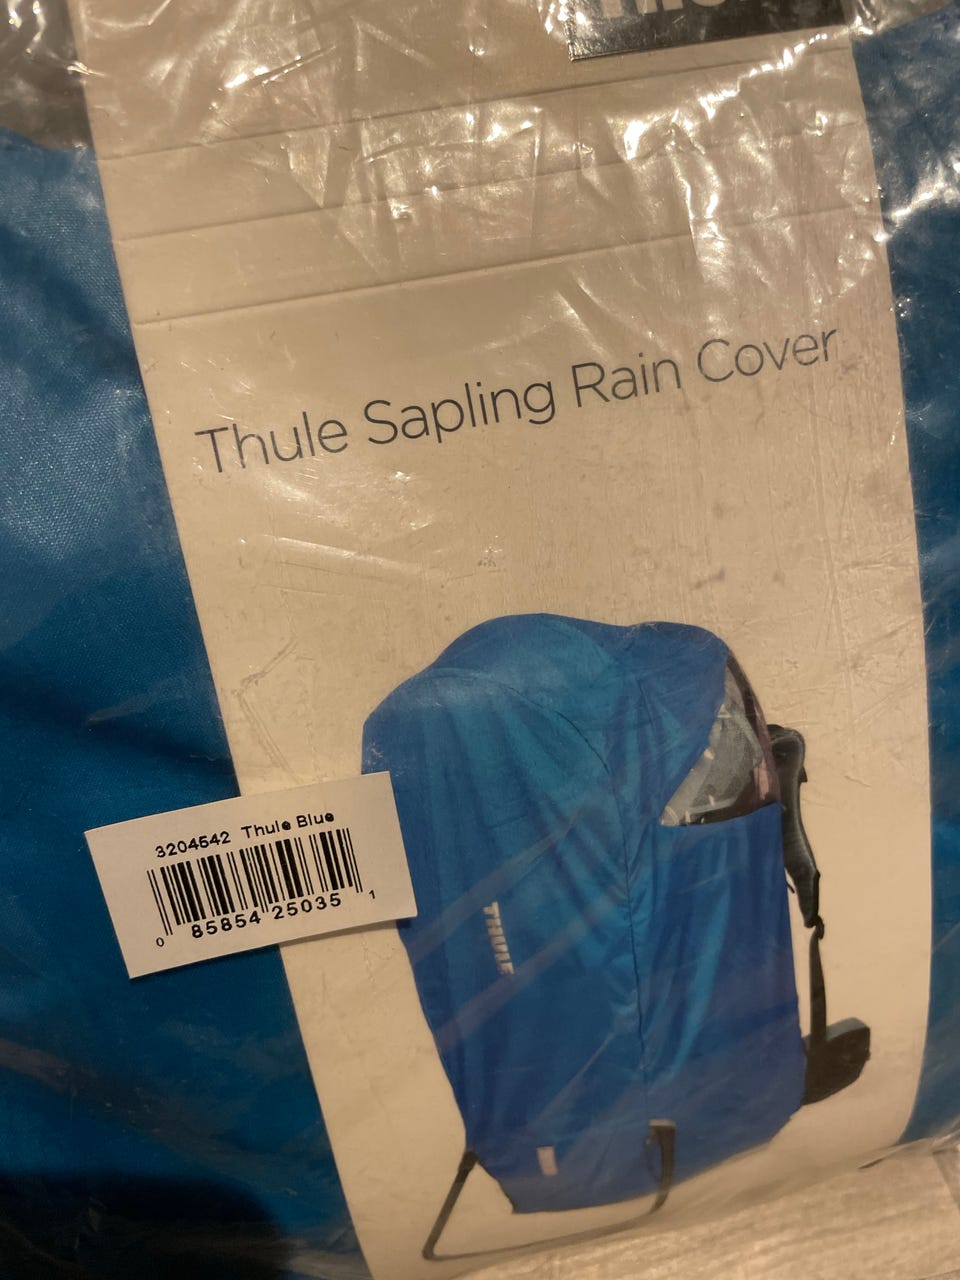 Thule Sapling Rain Cover
3204542 Thule Blue
0 85854 25035 1
THULE